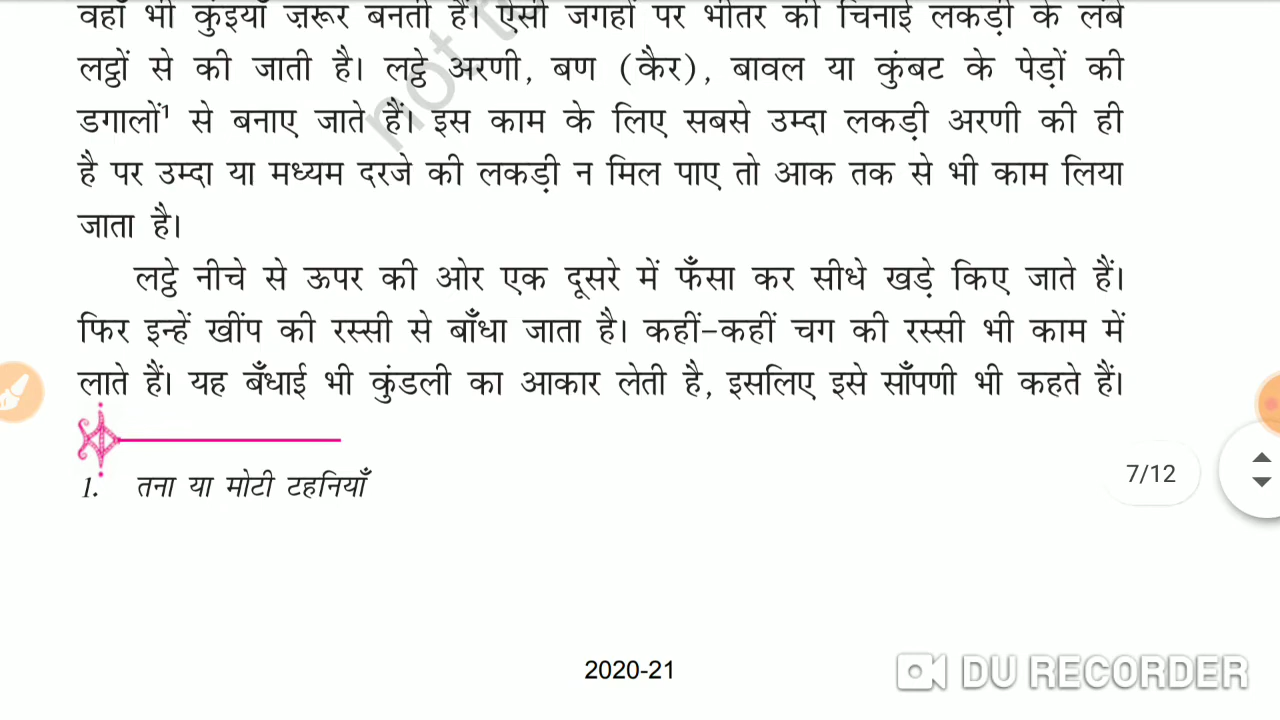 वहाँ भी कुंइयाँ ज़रूर बनती हैं। ऐसी जगहों पर भीतर की चिनाई लकड़ी के लंबे
लट्ठों से की जाती है। लट्ठे अरणी, बण (कैर), बावल या कुंबट के पेड़ों की
डगालों¹ से बनाए जाते हैं। इस काम के लिए सबसे उम्दा लकड़ी अरणी की ही
है पर उम्दा या मध्यम दरजे की लकड़ी न मिल पाए तो आक तक से भी काम लिया
जाता है।
लट्ठे नीचे से ऊपर की ओर एक दूसरे में फँसा कर सीधे खड़े किए जाते हैं।
फिर इन्हें खींप की रस्सी से बाँधा जाता है। कहीं-कहीं चग की रस्सी भी काम में
लाते हैं। यह बँधाई भी कुंडली का आकार लेती है, इसलिए इसे साँपणी भी कहते हैं।
1. तना या मोटी टहनियाँ
7/12
2020-21
DU RECORDER
not